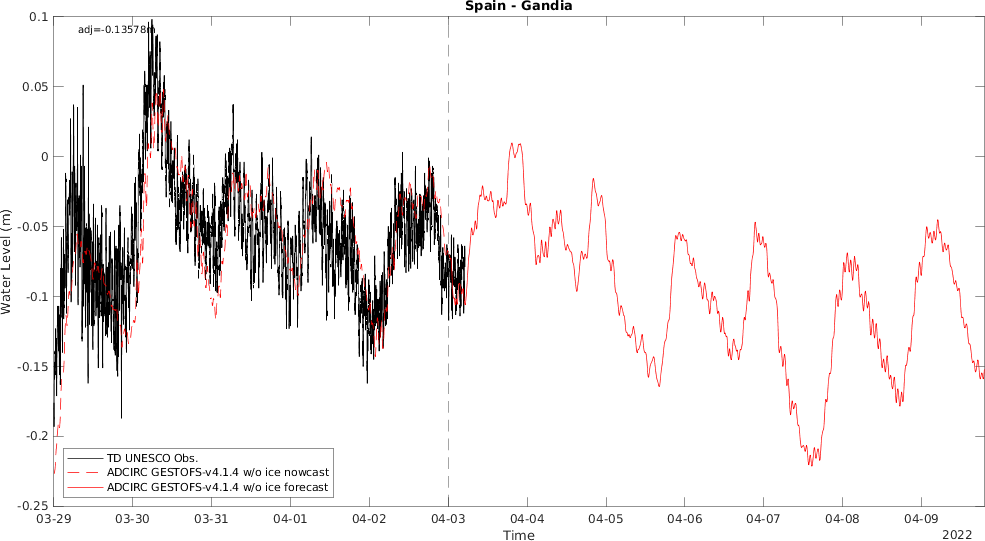 Spain - Gandia
adj=-0.13578m
0.1
0.05
0
-0.05
-0.1
-0.15
-0.2
-0.25
Water Level (m)
TD UNESCO Obs.
ADCIRC GESTOFS-v4.1.4 w/o ice nowcast
ADCIRC GESTOFS-v4.1.4 w/o ice forecast
03-29 03-30 03-31 04-01 04-02 04-03 04-04 04-05 04-06 04-07 04-08 04-09
Time
2022